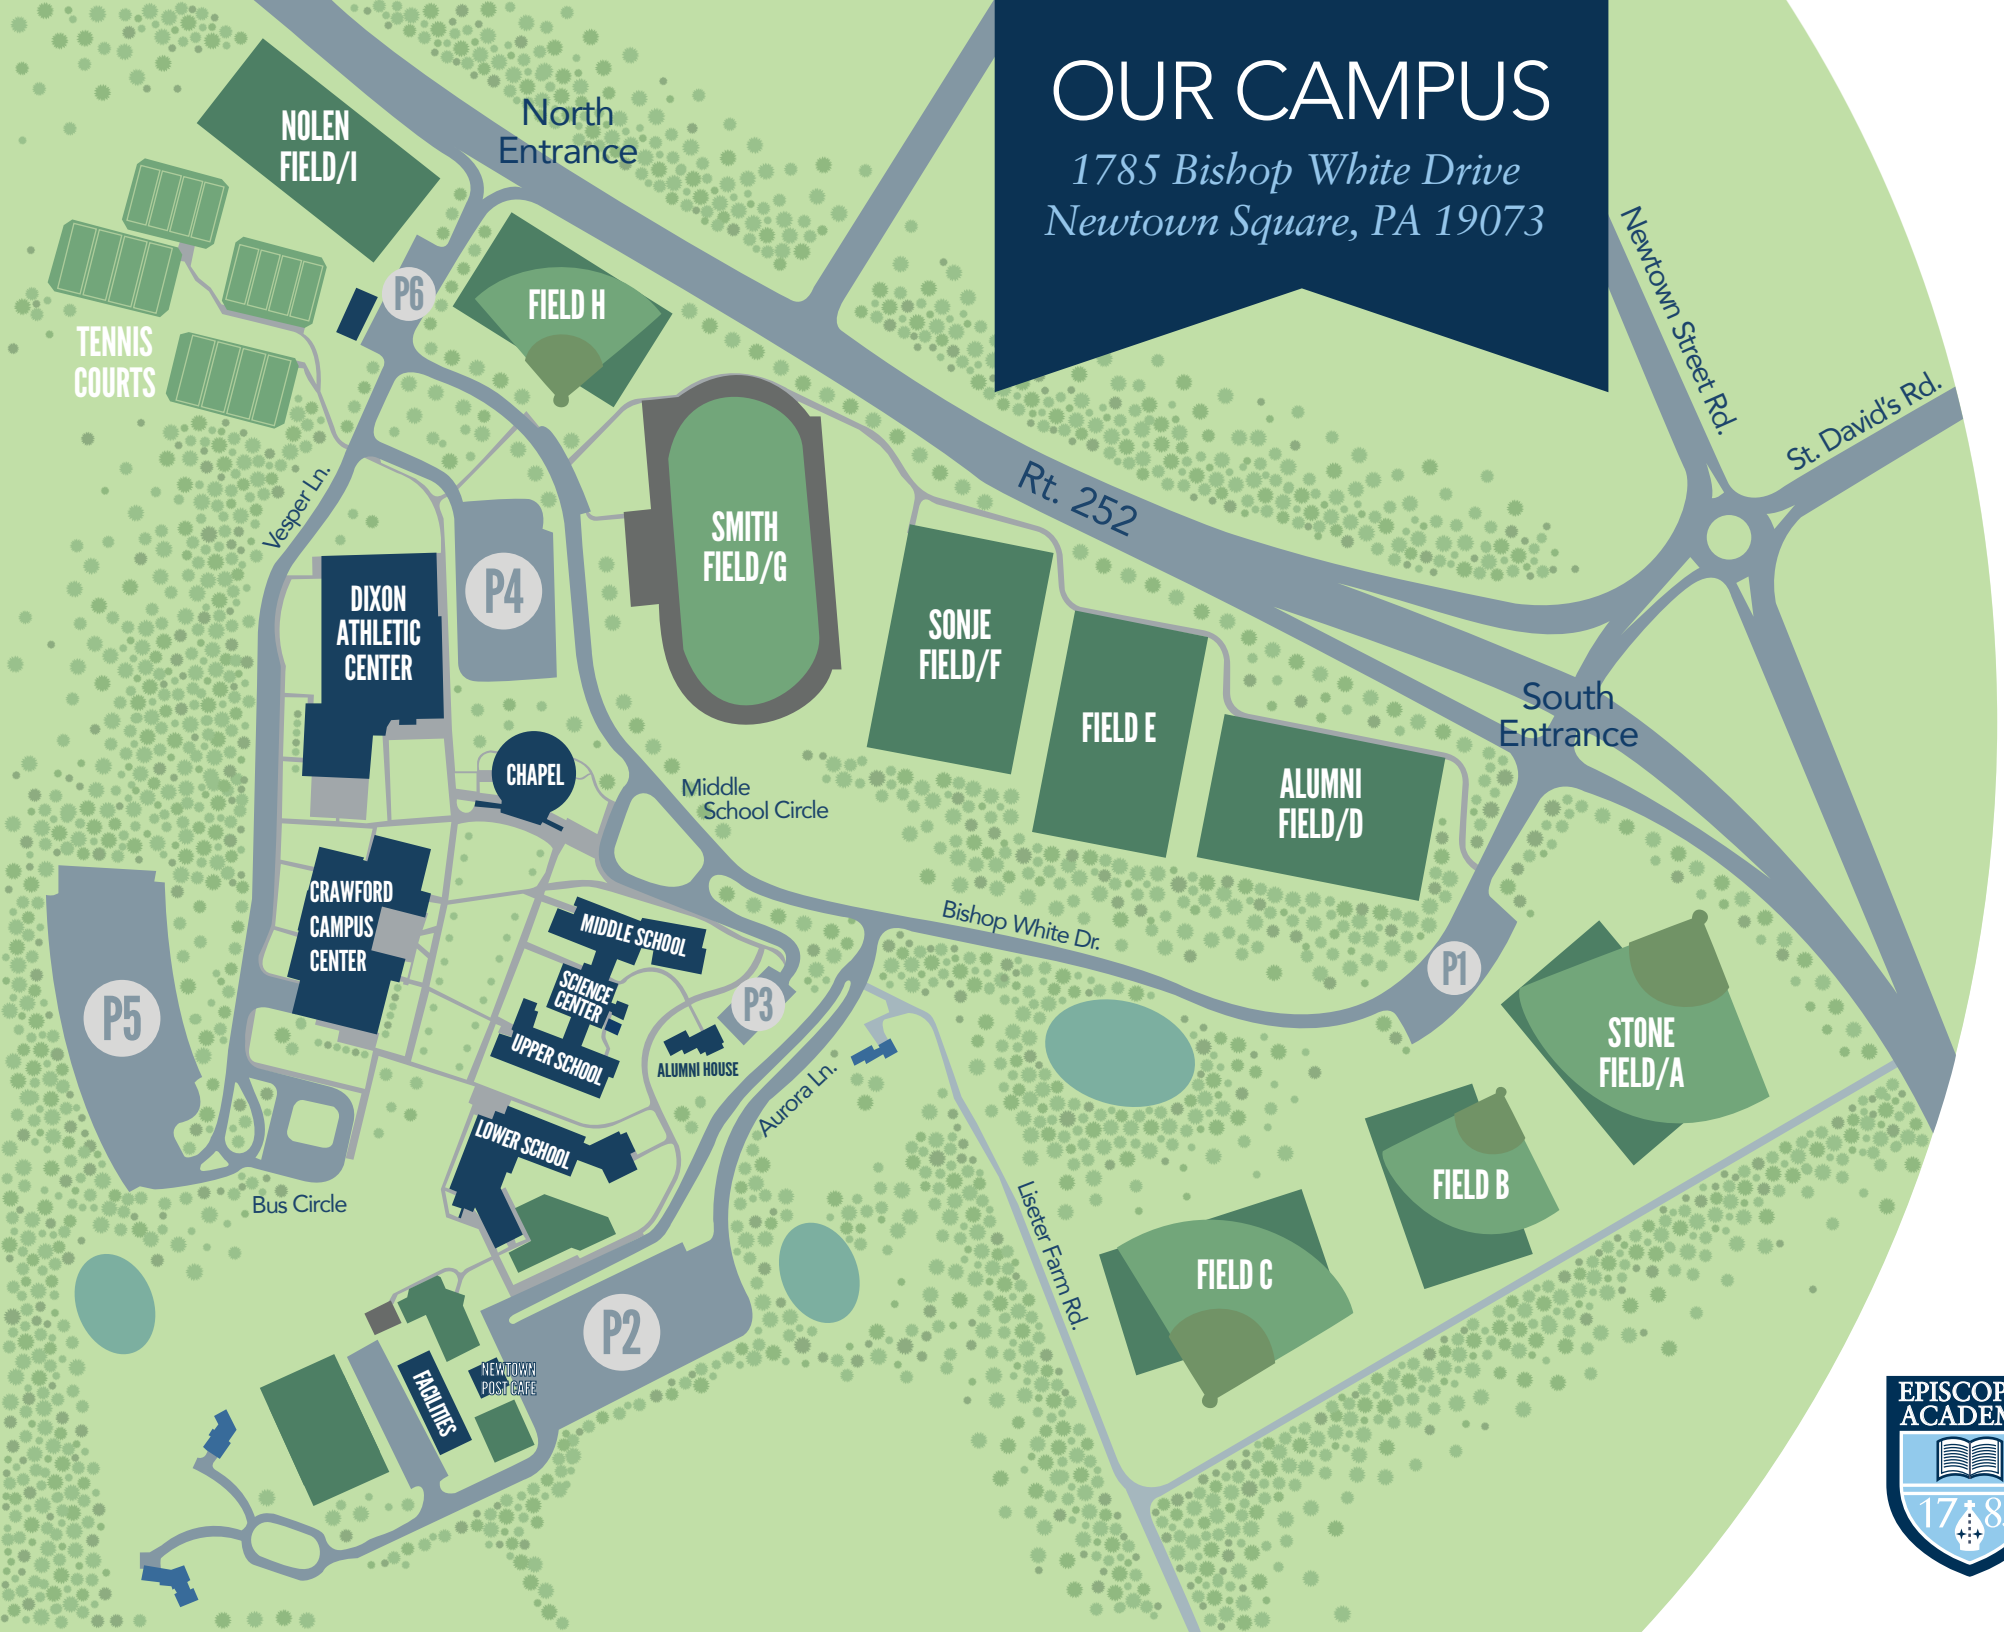 OUR CAMPUS
1785 Bishop White Drive
Newtown Square, PA 19073
North
Entrance
NOLEN
FIELD/I
TENNIS
COURTS
P6
FIELD H
Vesper Ln.
Rt. 252
Newtown Street Rd.
St. David's Rd.
SMITH
FIELD/G
P4
DIXON
ATHLETIC
CENTER
SONJE
FIELD/F
FIELD E
South
Entrance
CHAPEL
Middle
School Circle
ALUMNI
FIELD/D
CRAWFORD
CAMPUS
CENTER
MIDDLE SCHOOL
Bishop White Dr.
P1
P5
SCIENCE
CENTER
P3
UPPER SCHOOL
ALUMNI HOUSE
Aurora Ln.
STONE
FIELD/A
LOWER SCHOOL
Bus Circle
FIELD B
Liseter Farm Rd.
FIELD C
P2
NEWTOWN
POST CAFE
FACILITIES
EPISCOP
ACADEM
178